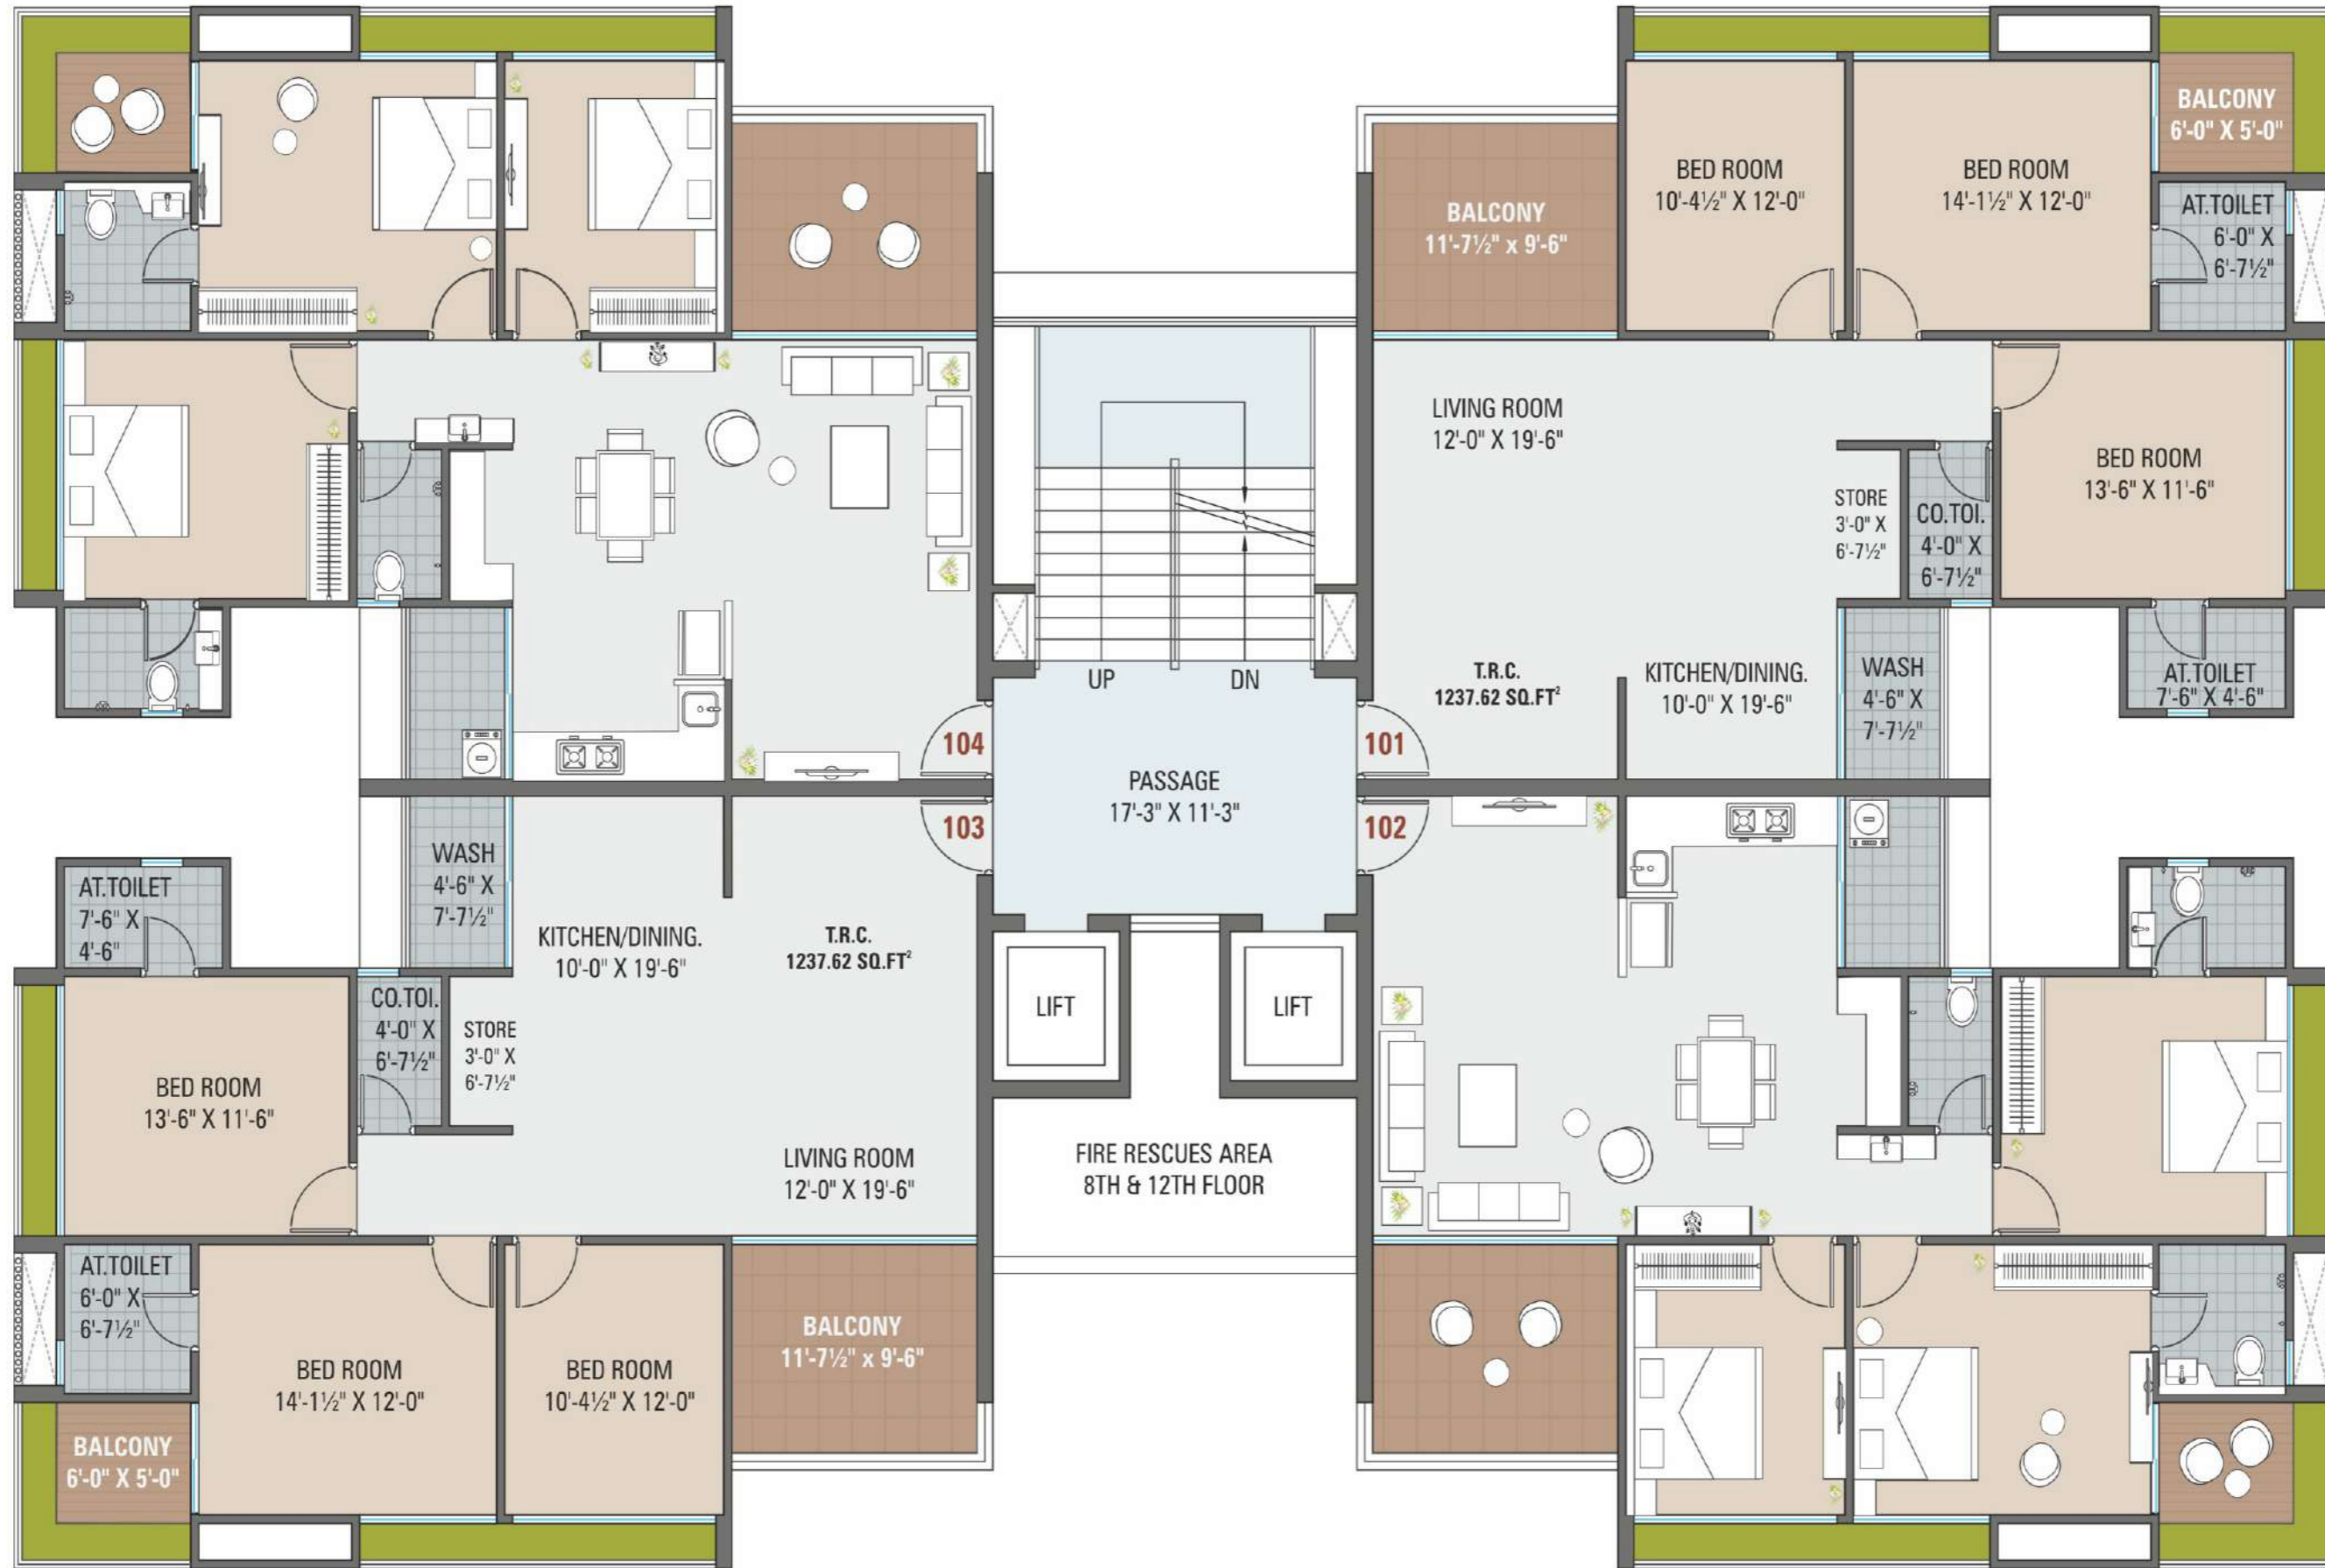 BALCONY
6'-0" X 5'-0"
BED ROOM
10'-4½" X 12'-0"
BED ROOM
14'-1½" X 12'-0"
BALCONY
11'-7½" x 9'-6"
AT.TOILET
6'-0" X
6'-7½"
LIVING ROOM
12'-0" X 19'-6"
BED ROOM
13'-6" X 11'-6"
STORE
3'-0" X
6'-7½"
CO.TOI.
4'-0" X
6'-7½"
UP
DN
T.R.C.
1237.62 SQ.FT²
KITCHEN/DINING.
10'-0" X 19'-6"
WASH
4'-6" X
7'-7½"
AT.TOILET
7'-6" X 4'-6"
104
101
PASSAGE
17'-3" X 11'-3"
103
102
WASH
4'-6" X
7'-7½"
AT.TOILET
7'-6" X
4'-6"
KITCHEN/DINING.
10'-0" X 19'-6"
T.R.C.
1237.62 SQ.FT²
LIFT
LIFT
CO.TOI.
4'-0" X
6'-7½"
STORE
3'-0" X
6'-7½"
BED ROOM
13'-6" X 11'-6"
LIVING ROOM
12'-0" X 19'-6"
FIRE RESCUES AREA
8TH & 12TH FLOOR
AT.TOILET
6'-0" X
6'-7½"
BED ROOM
14'-1½" X 12'-0"
BED ROOM
10'-4½" X 12'-0"
BALCONY
11'-7½" x 9'-6"
BALCONY
6'-0" X 5'-0"